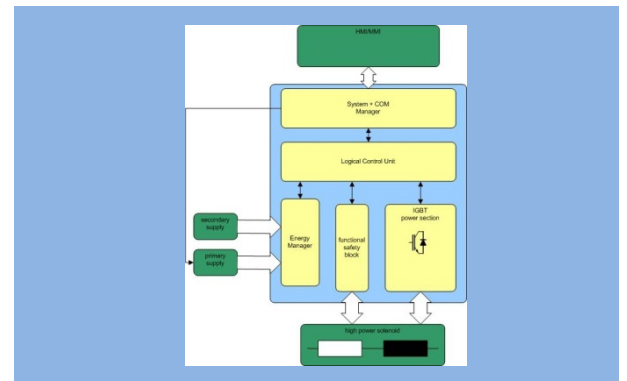 HMI/MMI
System + COM
Manager
Logical Control Unit
secondary
supply
primary
supply
Energy
Manager
functional
safety
block
IGBT
power section
high power solenoid